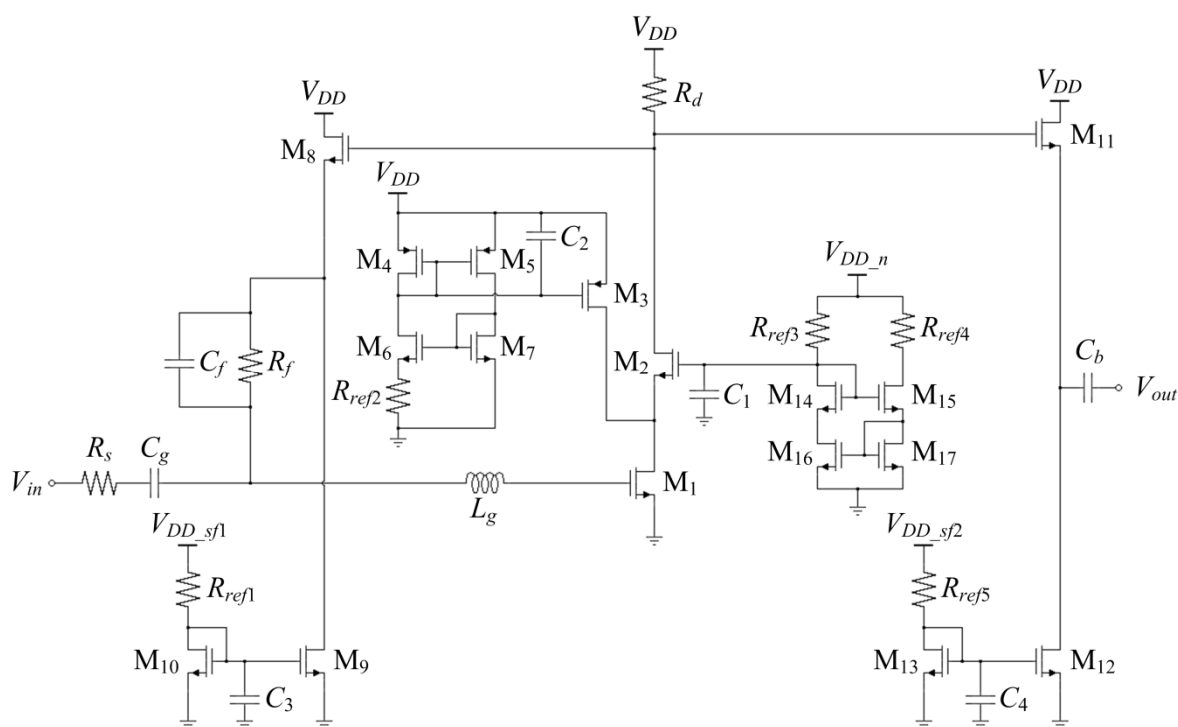 V_DD
R_d
V_DD
V_DD
M_8
M_11
V_DD
M_4
M_5
C_2
M_3
V_DD_n
C_f
R_f
M_6
M_7
M_2
R_ref3
R_ref4
C_b
V_out
R_ref2
C_1
M_14
M_15
R_s
C_g
M_16
M_17
V_in
L_g
M_1
V_DD_sf1
V_DD_sf2
R_ref1
R_ref5
M_10
M_9
M_13
M_12
C_3
C_4